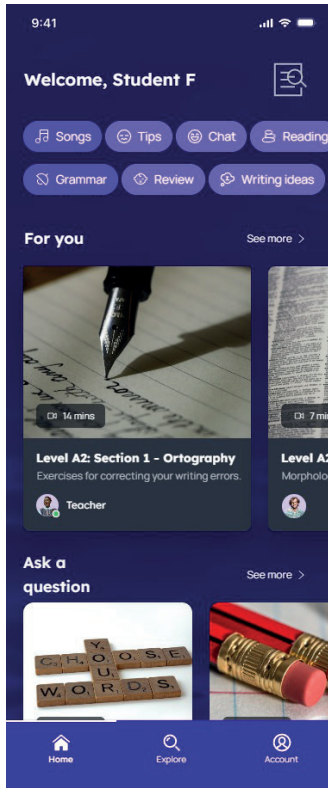 9:41
Welcome, Student F
Songs
Tips
Chat
Reading
Grammar
Review
Writing ideas
For you
See more >
14 mins
7 min
Level A2: Section 1 - Ortography
Exercises for correcting your writing errors.
Teacher
Level A2
Morpholo
Ask a
question
See more >
CHOOSE
YOUR
WORDS
Home
Explore
Account